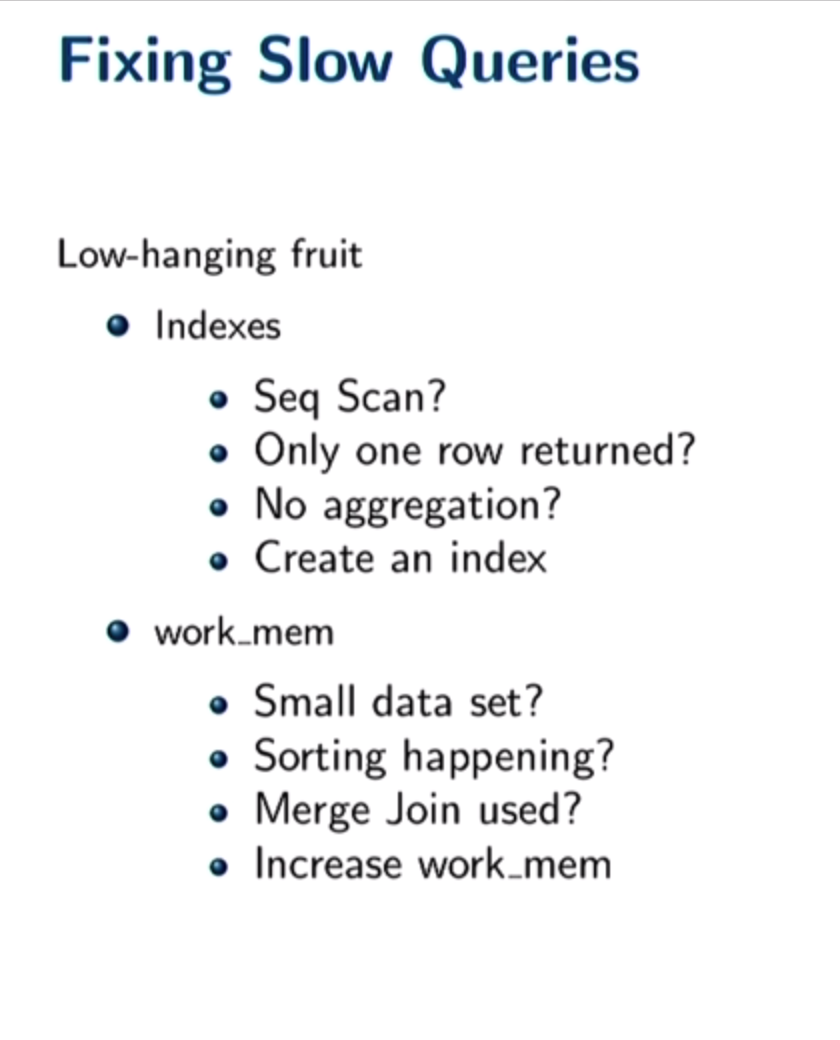 Fixing Slow Queries
Low-hanging fruit
Indexes
Seq Scan?
Only one row returned?
No aggregation?
Create an index
work_mem
Small data set?
Sorting happening?
Merge Join used?
Increase work_mem